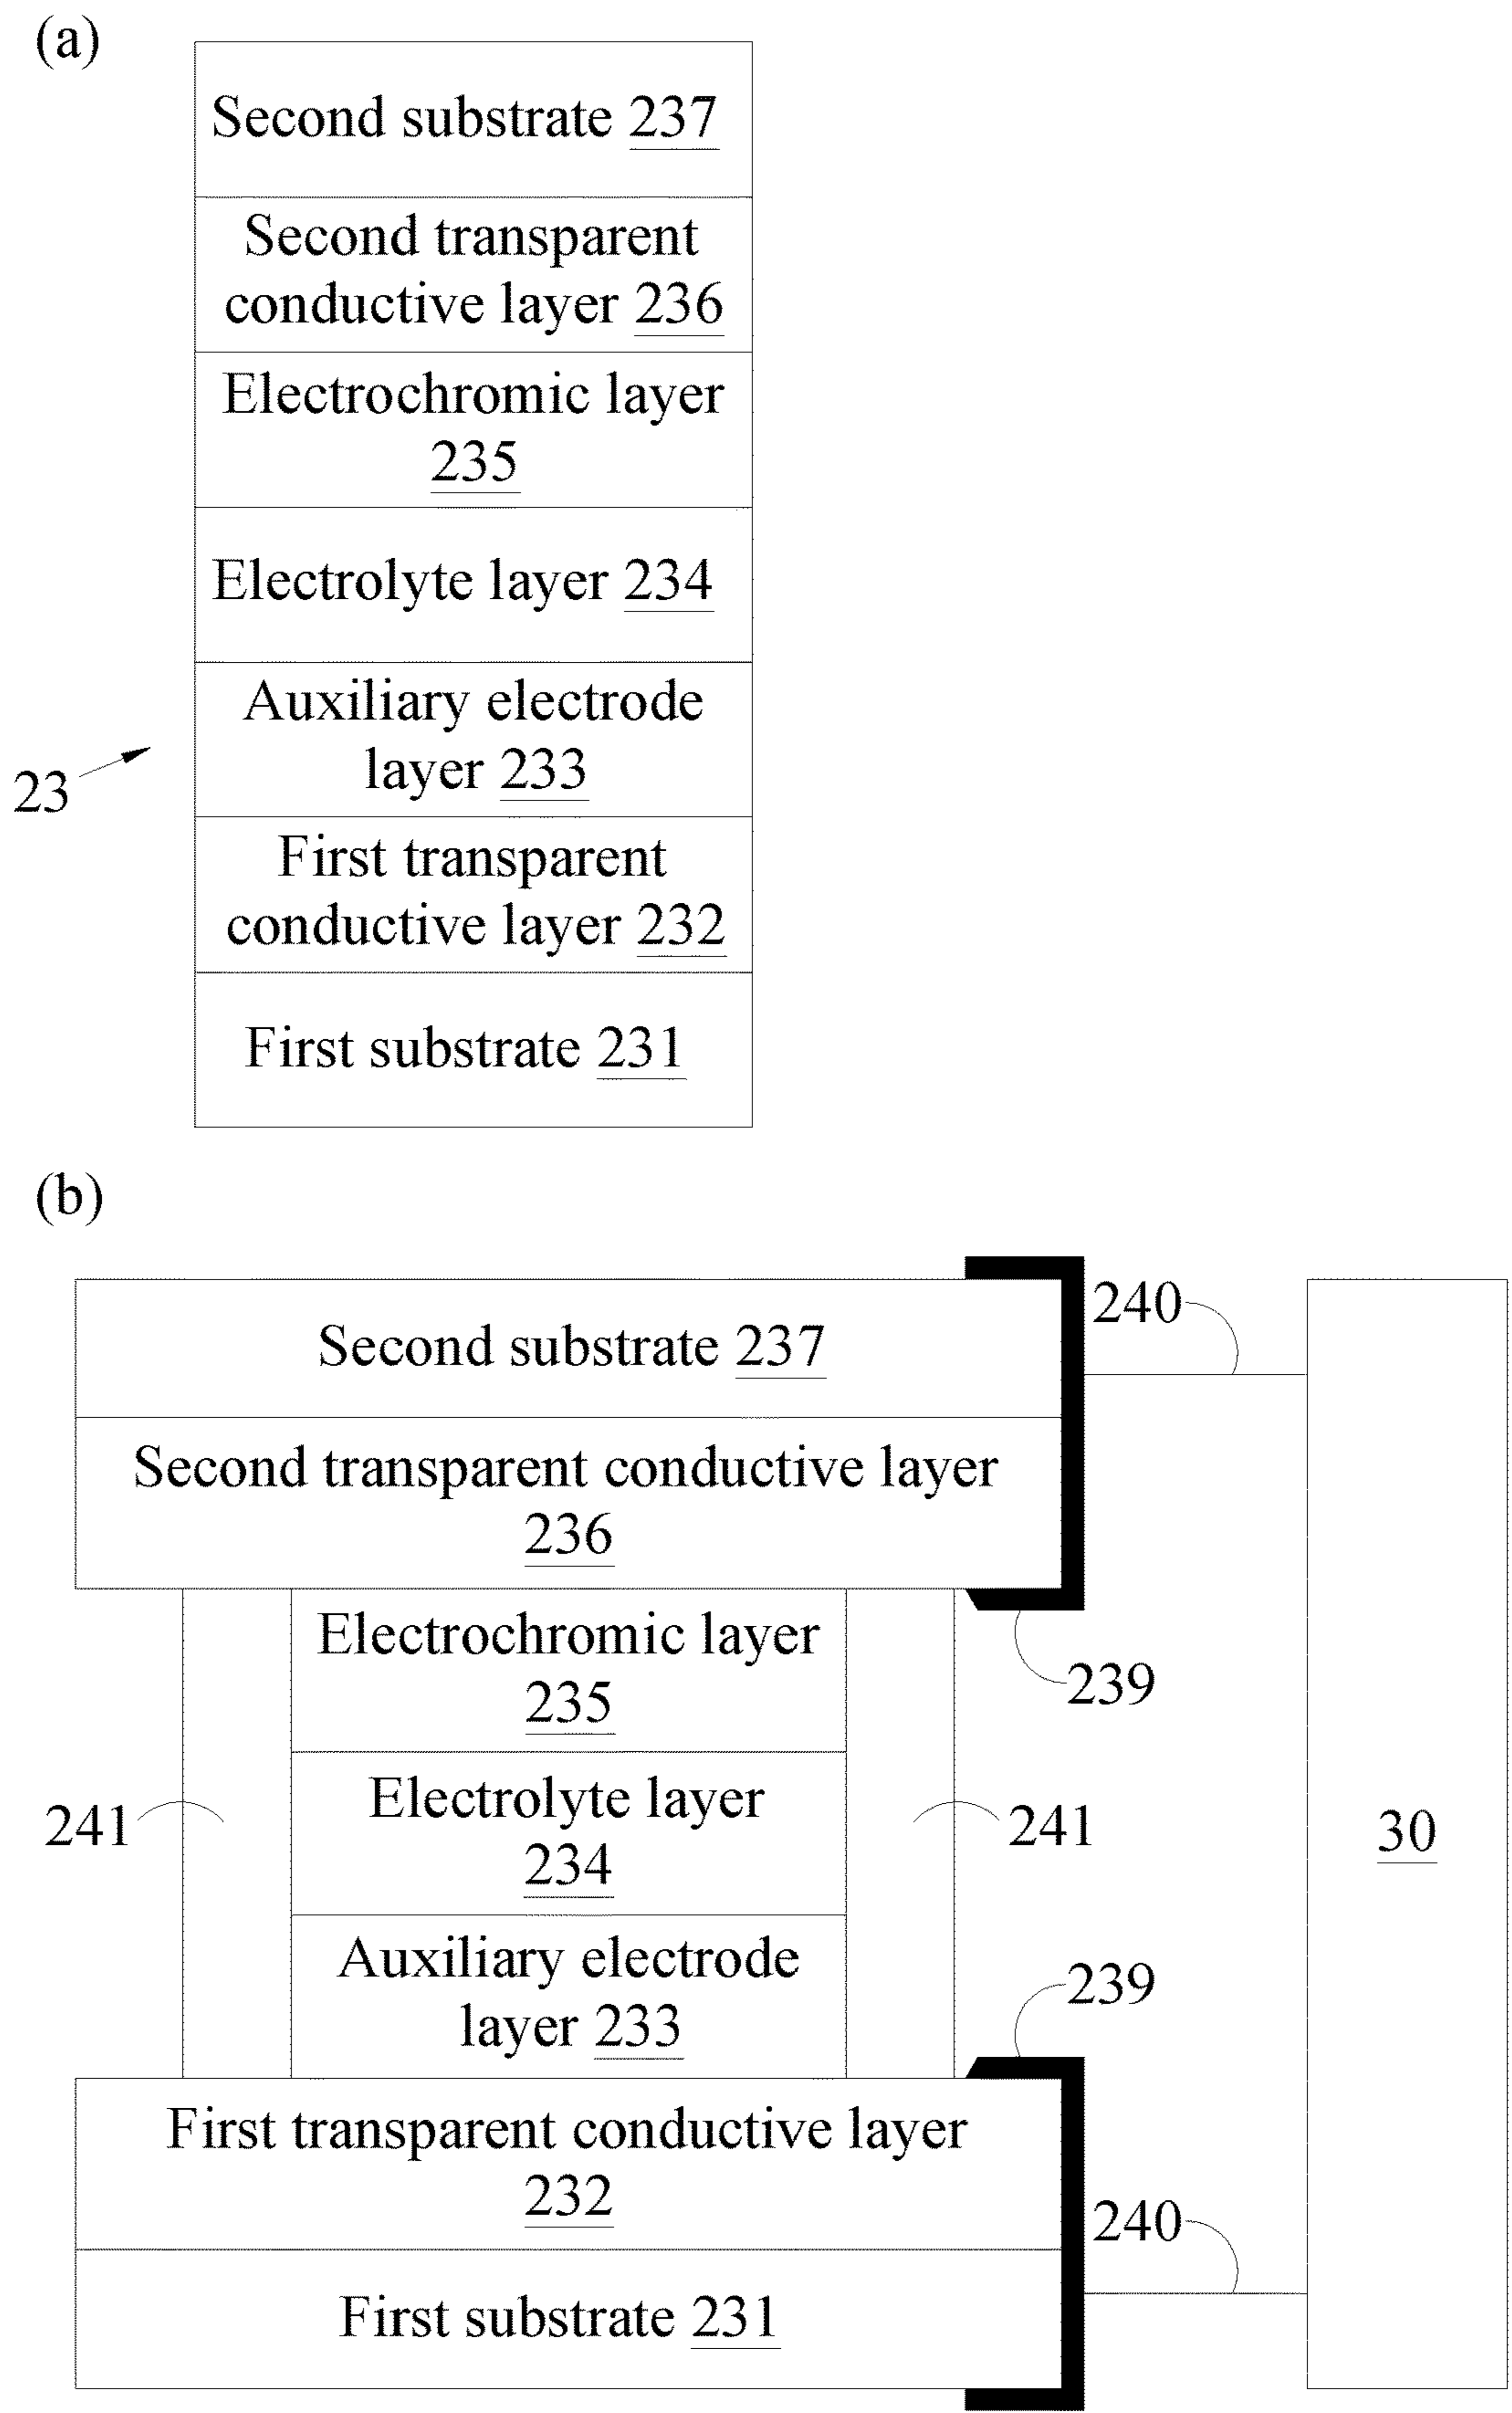 (a)
Second substrate 237
Second transparent
conductive layer 236
Electrochromic layer
235
Electrolyte layer 234
Auxiliary electrode
layer 233
23
First transparent
conductive layer 232
First substrate 231
(b)
240
Second substrate 237
Second transparent conductive layer
236
Electrochromic layer
235
239
Electrolyte layer
234
241
241
30
Auxiliary electrode
layer 233
239
First transparent conductive layer
232
240
First substrate 231